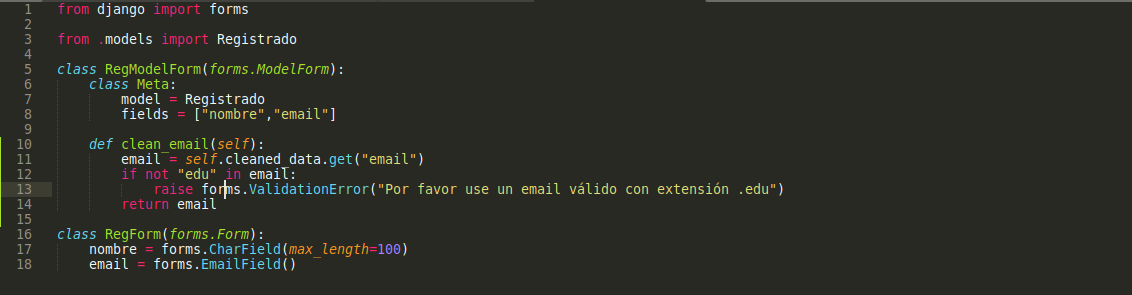 1 from django import forms
2
3 from .models import Registrado
4
5 class RegModelForm(forms.ModelForm):
6     class Meta:
7         model = Registrado
8         fields = ["nombre","email"]
9
10     def clean_email(self):
11         email = self.cleaned_data.get("email")
12         if not "edu" in email:
13             raise forms.ValidationError("Por favor use un email válido con extensión .edu")
14         return email
15
16 class RegForm(forms.Form):
17     nombre = forms.CharField(max_length=100)
18     email = forms.EmailField()